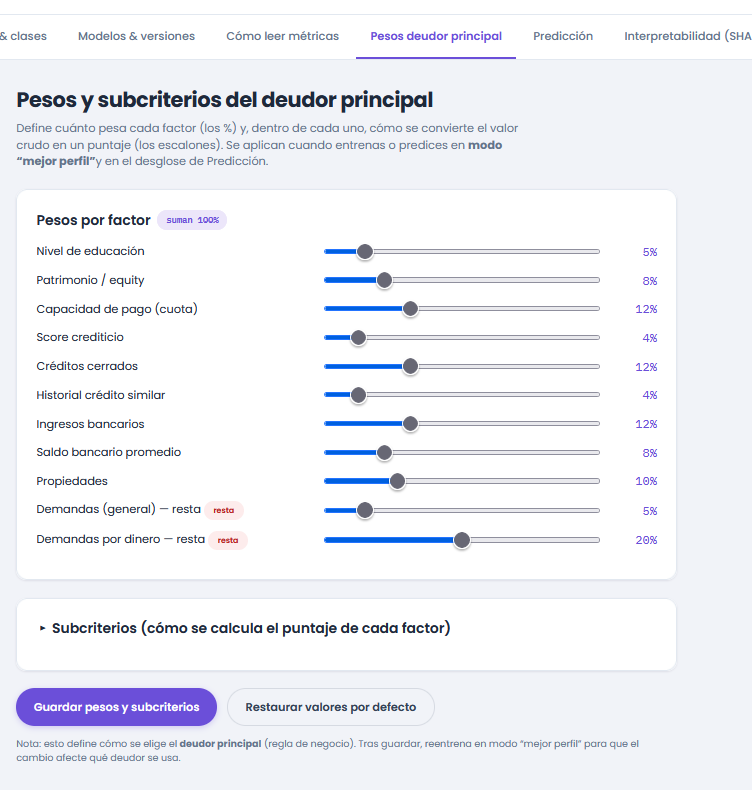 & clases Modelos & versiones Cómo leer métricas Pesos deudor principal Predicción Interpretabilidad (SHA
Pesos y subcriterios del deudor principal
Define cuánto pesa cada factor (los %) y, dentro de cada uno, cómo se convierte el valor
crudo en un puntaje (los escalones). Se aplican cuando entrenas o predices en modo
“mejor perfil”y en el desglose de Predicción.
Pesos por factor suman 100%
Nivel de educación 5%
Patrimonio / equity 8%
Capacidad de pago (cuota) 12%
Score crediticio 4%
Créditos cerrados 12%
Historial crédito similar 4%
Ingresos bancarios 12%
Saldo bancario promedio 8%
Propiedades 10%
Demandas (general) — resta resta 5%
Demandas por dinero — resta resta 20%
▸ Subcriterios (cómo se calcula el puntaje de cada factor)
Guardar pesos y subcriterios Restaurar valores por defecto
Nota: esto define cómo se elige el deudor principal (regla de negocio). Tras guardar, reentrena en modo “mejor perfil” para que el
cambio afecte qué deudor se usa.